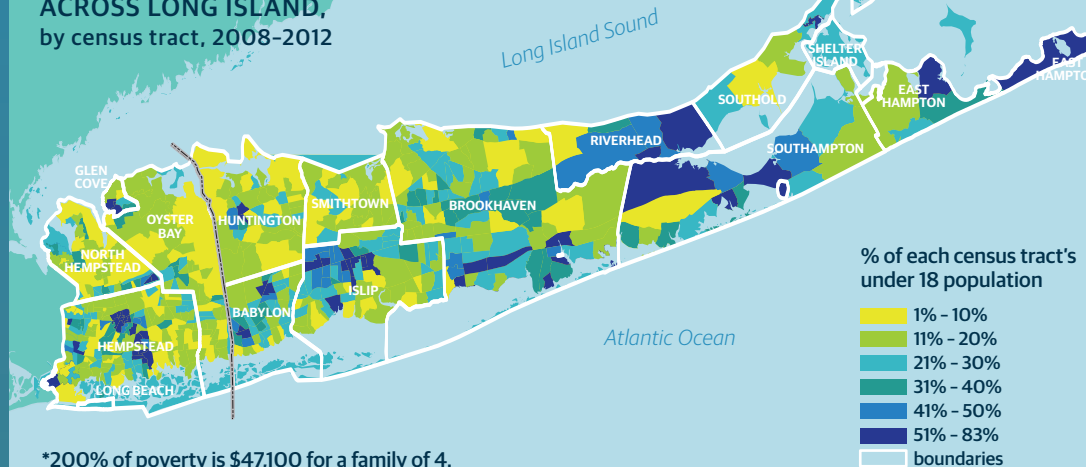 ACROSS LONG ISLAND,
by census tract, 2008–2012
Long Island Sound
SHELTER
ISLAND
EAST
HAMPTO
EAST
HAMPTON
SOUTHOLD
RIVERHEAD
SOUTHAMPTON
GLEN
COVE
OYSTER
BAY
HUNTINGTON
SMITHTOWN
BROOKHAVEN
NORTH
HEMPSTEAD
ISLIP
BABYLON
HEMPSTEAD
LONG BEACH
Atlantic Ocean
% of each census tract's
under 18 population
1% – 10%
11% – 20%
21% – 30%
31% – 40%
41% – 50%
51% – 83%
boundaries
*200% of poverty is $47,100 for a family of 4.